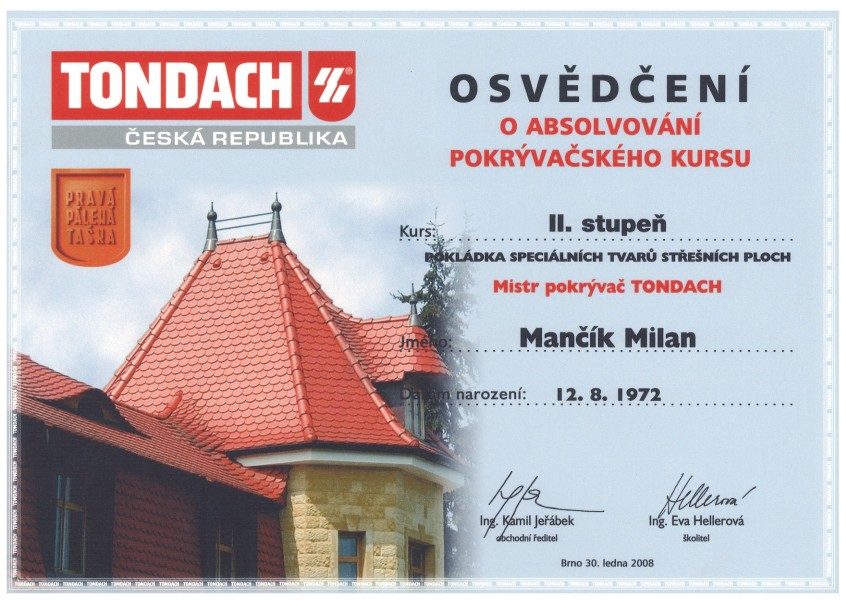 TONDACH
ČESKÁ REPUBLIKA
PRAVÁ
PÁLENÁ
TAŠKA
OSVĚDČENÍ
O ABSOLVOVÁNÍ
POKRÝVAČSKÉHO KURSU
Kurs: II. stupeň
POKLÁDKA SPECIÁLNÍCH TVARŮ STŘEŠNÍCH PLOCH
Mistr pokrývač TONDACH
Jméno: Mančík Milan
Datum narození: 12. 8. 1972
Hellerová
Ing. Kamil Jeřábek
obchodní ředitel
Ing. Eva Hellerová
školitel
Brno 30. ledna 2008